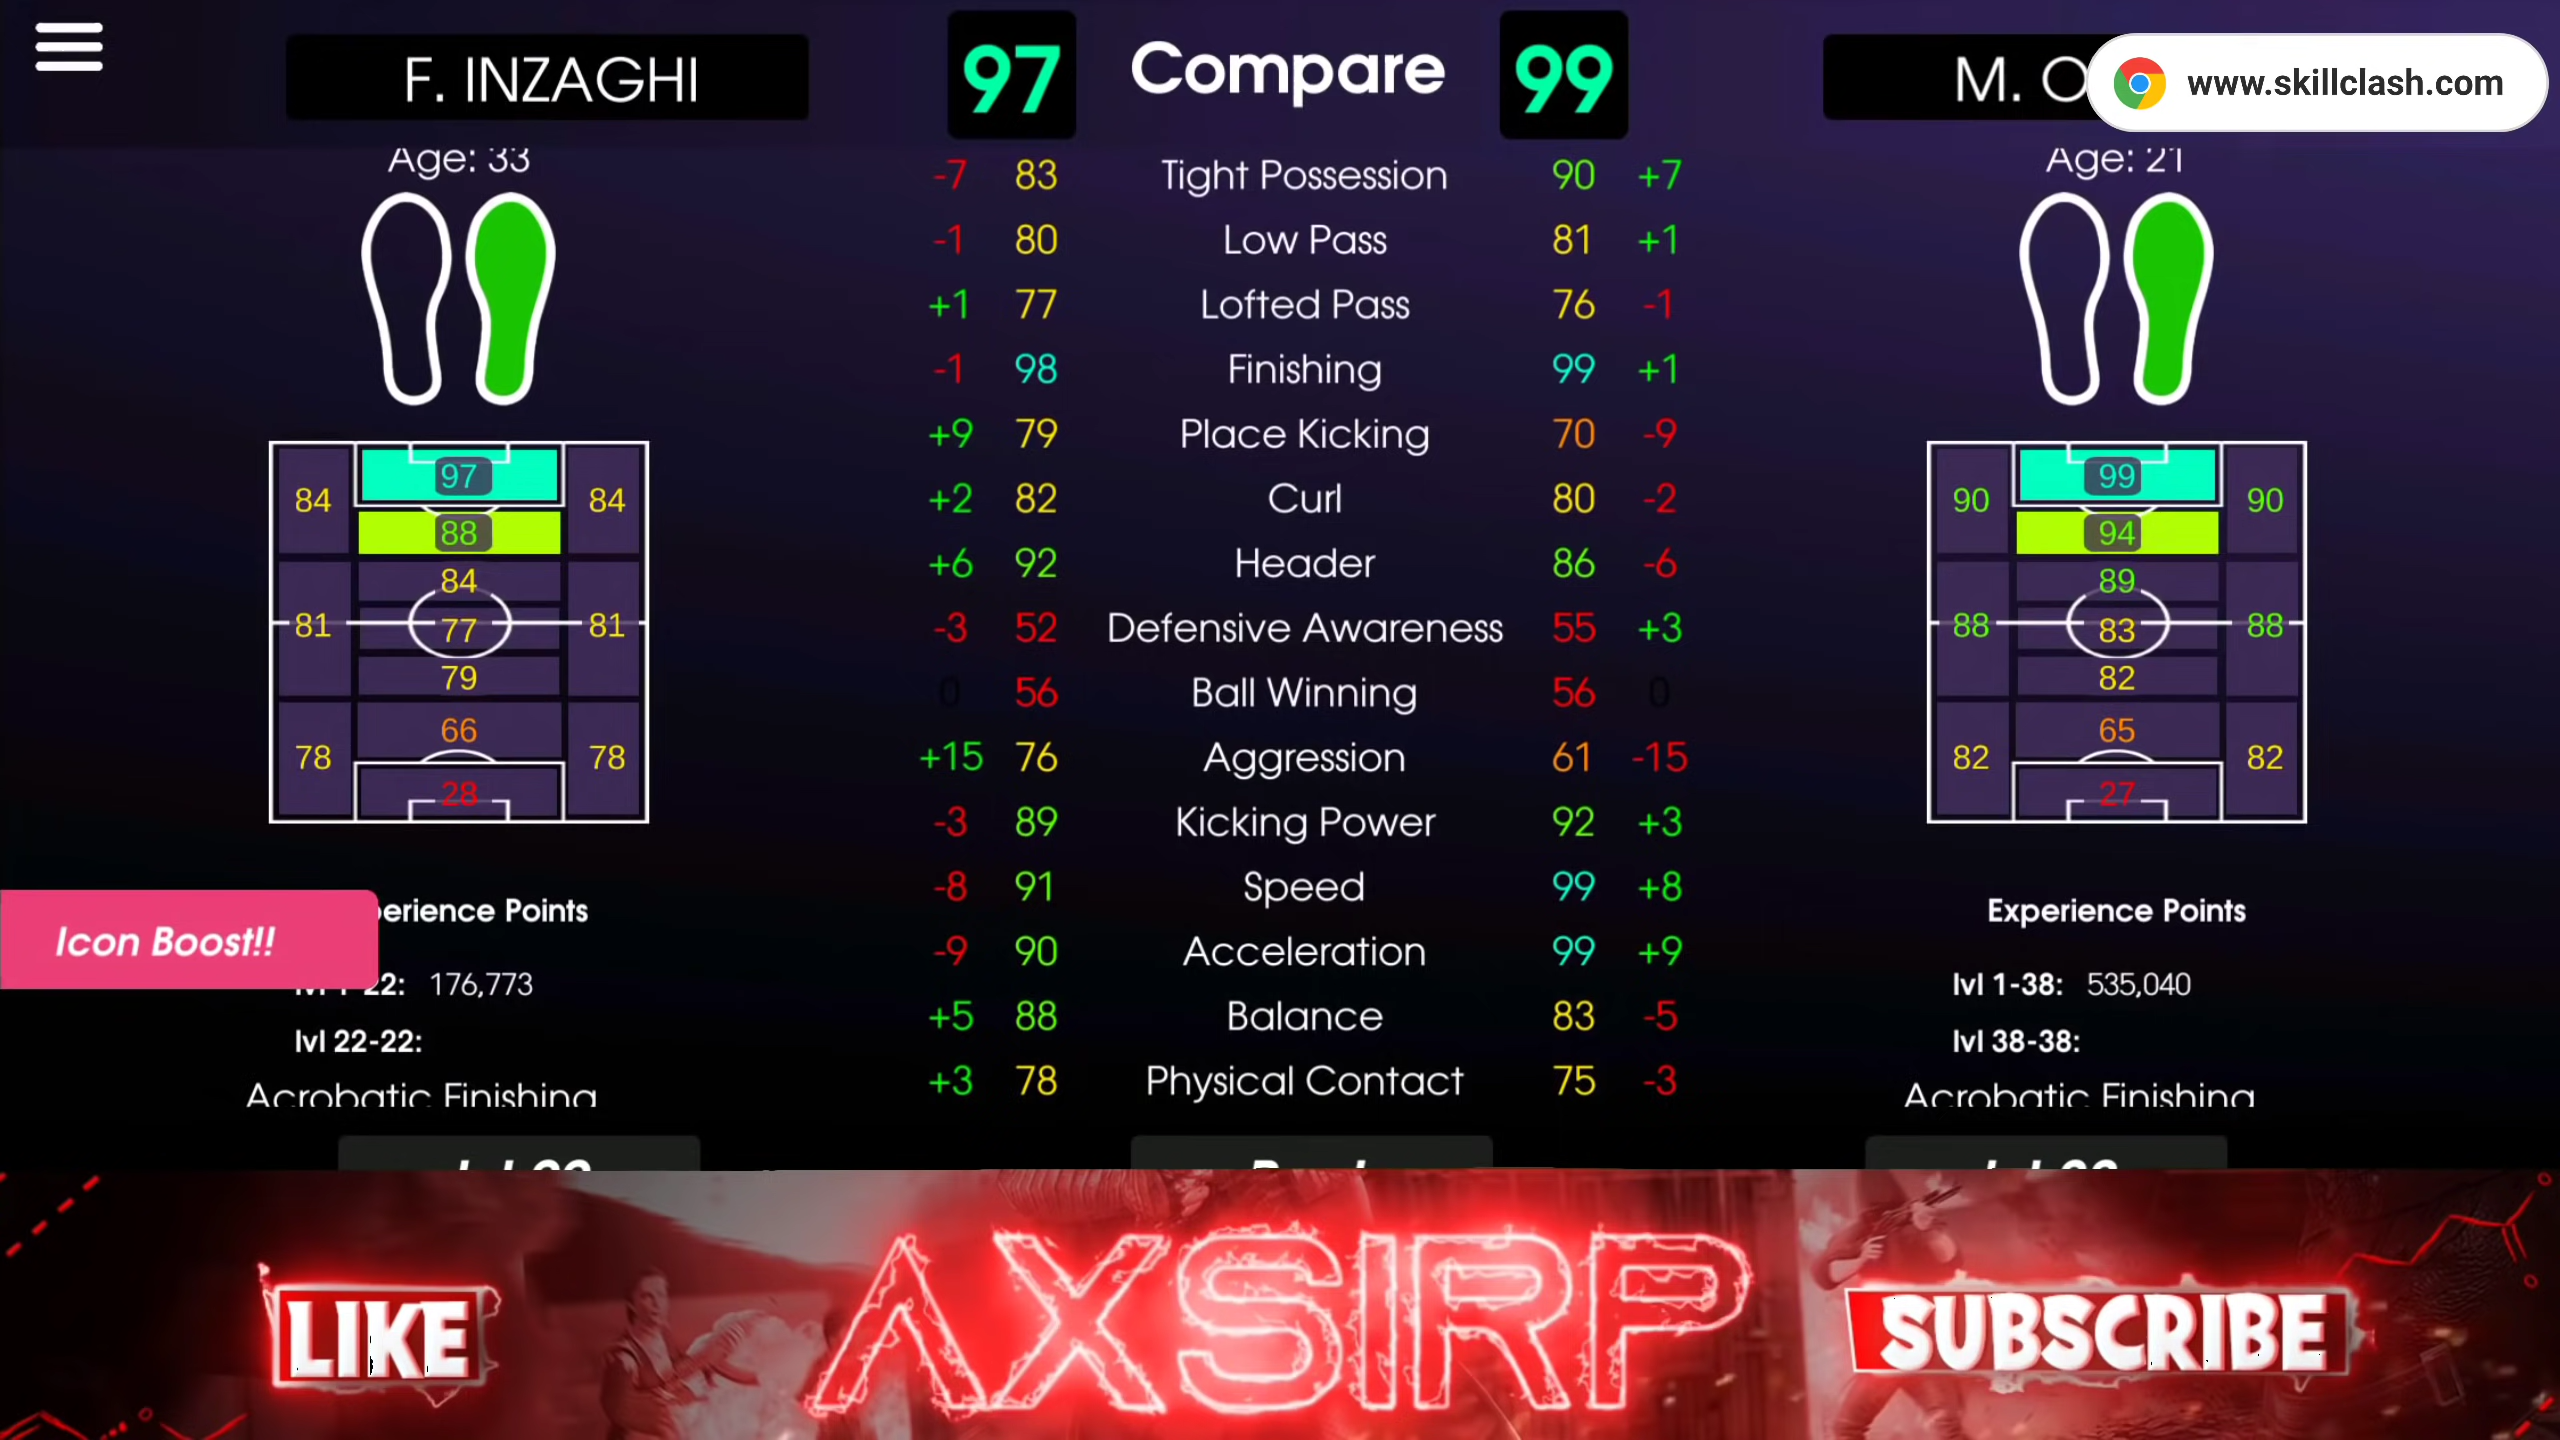 F. INZAGHI 97 Compare 99 M. O
www.skillclash.com
Age: 33
Age: 21
-7 83 Tight Possession 90 +7
-1 80 Low Pass 81 +1
+1 77 Lofted Pass 76 -1
-1 98 Finishing 99 +1
+9 79 Place Kicking 70 -9
+2 82 Curl 80 -2
+6 92 Header 86 -6
-3 52 Defensive Awareness 55 +3
0 56 Ball Winning 56 0
+15 76 Aggression 61 -15
-3 89 Kicking Power 92 +3
-8 91 Speed 99 +8
-9 90 Acceleration 99 +9
+5 88 Balance 83 -5
+3 78 Physical Contact 75 -3
97
84 84
88
84
81 77 81
79
66
78 78
28
99
90 90
94
89
88 83 88
82
65
82 82
27
perience Points
Icon Boost!!
22: 176,773
lvl 22-22:
Acrobatic Finishing
Experience Points
lvl 1-38: 535,040
lvl 38-38:
Acrobatic Finishing
LIKE
AXSIRP
SUBSCRIBE